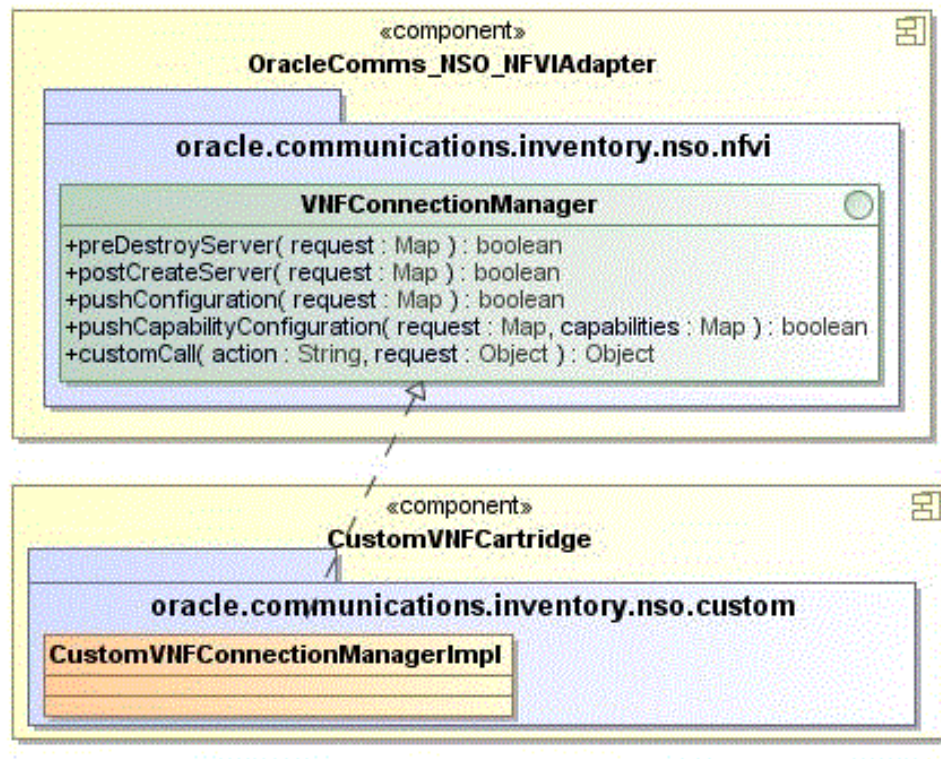 «component»
OracleComms_NSO_NFVIAdapter
oracle.communications.inventory.nso.nfvi
VNFConnectionManager
+preDestroyServer( request : Map ) : boolean
+postCreateServer( request : Map ) : boolean
+pushConfiguration( request : Map ) : boolean
+pushCapabilityConfiguration( request : Map, capabilities : Map ) : boolean
+customCall( action : String, request : Object ) : Object
«component»
CustomVNFCartridge
oracle.communications.inventory.nso.custom
CustomVNFConnectionManagerImpl